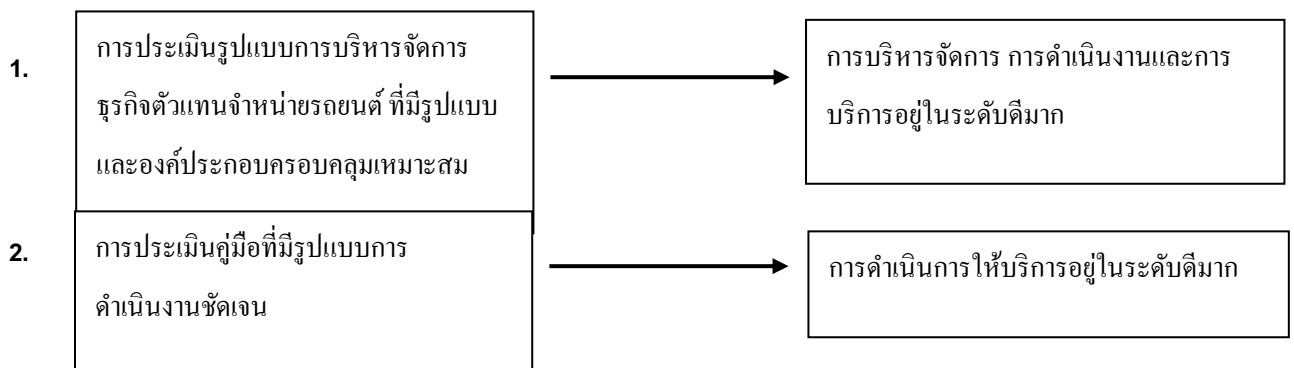 1.
การประเมินรูปแบบการบริหารจัดการ
ธุรกิจตัวแทนจำหน่ายรถยนต์ ที่มีรูปแบบ
และองค์ประกอบครอบคลุมเหมาะสม
การบริหารจัดการ การดำเนินงานและการ
บริการอยู่ในระดับดีมาก
2.
การประเมินคู่มือที่มีรูปแบบการ
ดำเนินงานชัดเจน
การดำเนินการให้บริการอยู่ในระดับดีมาก